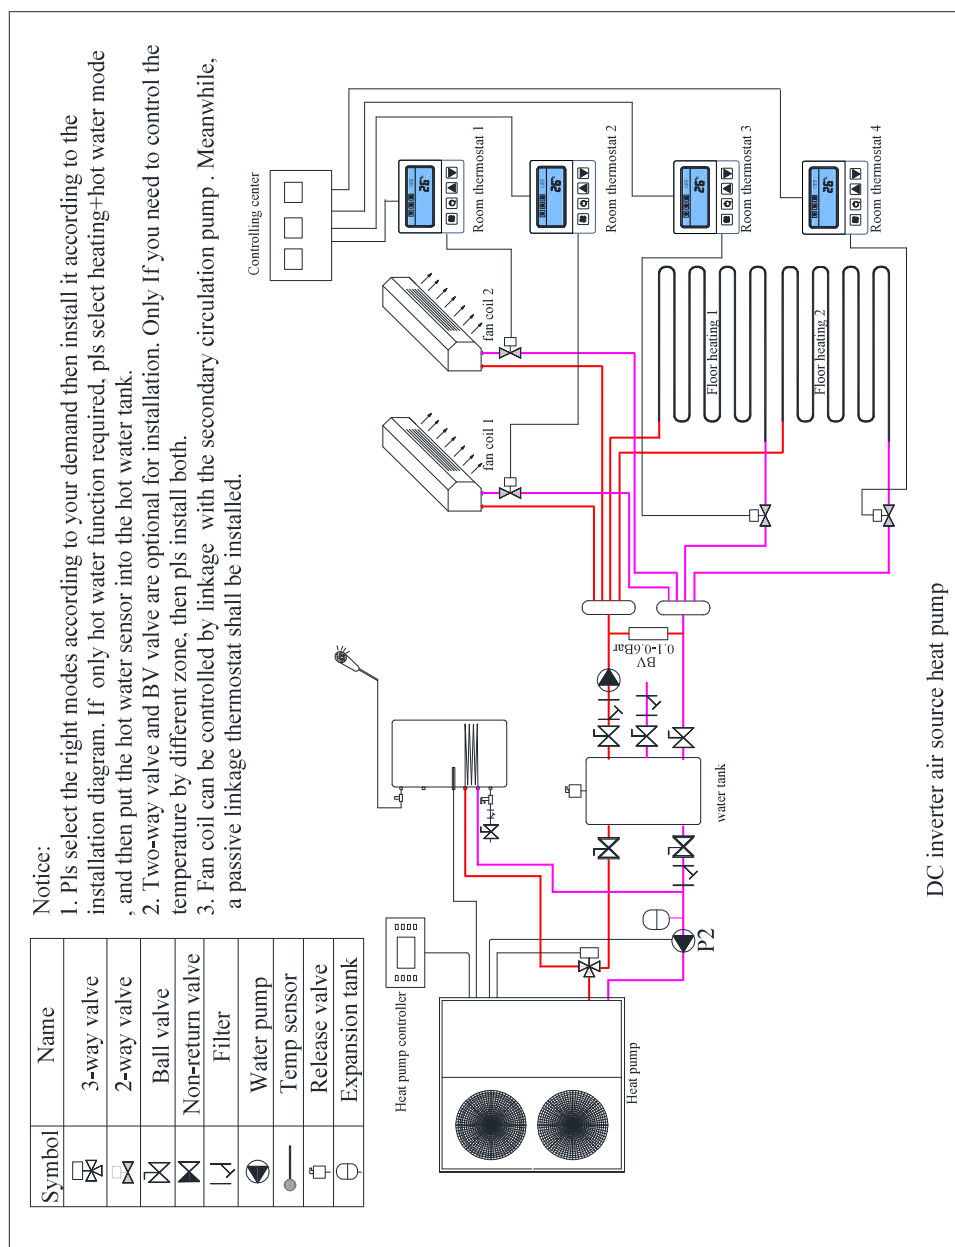 Notice:
1. Pls select the right modes according to your demand then install it according to the
installation diagram. If only hot water function required, pls select heating+hot water mode
, and then put the hot water sensor into the hot water tank.
2. Two-way valve and BV valve are optional for installation. Only If you need to control the
temperature by different zone, then pls install both.
3. Fan coil can be controlled by linkage with the secondary circulation pump . Meanwhile,
a passive linkage thermostat shall be installed.
Symbol Name
3-way valve
2-way valve
Ball valve
Non-return valve
Filter
Water pump
Temp sensor
Release valve
Expansion tank
Controlling center
Room thermostat 1
Room thermostat 2
Room thermostat 3
Room thermostat 4
fan coil 2
fan coil 1
Floor heating 1
Floor heating 2
BV
0.1-0.6Bar
water tank
P2
Heat pump controller
Heat pump
DC inverter air source heat pump